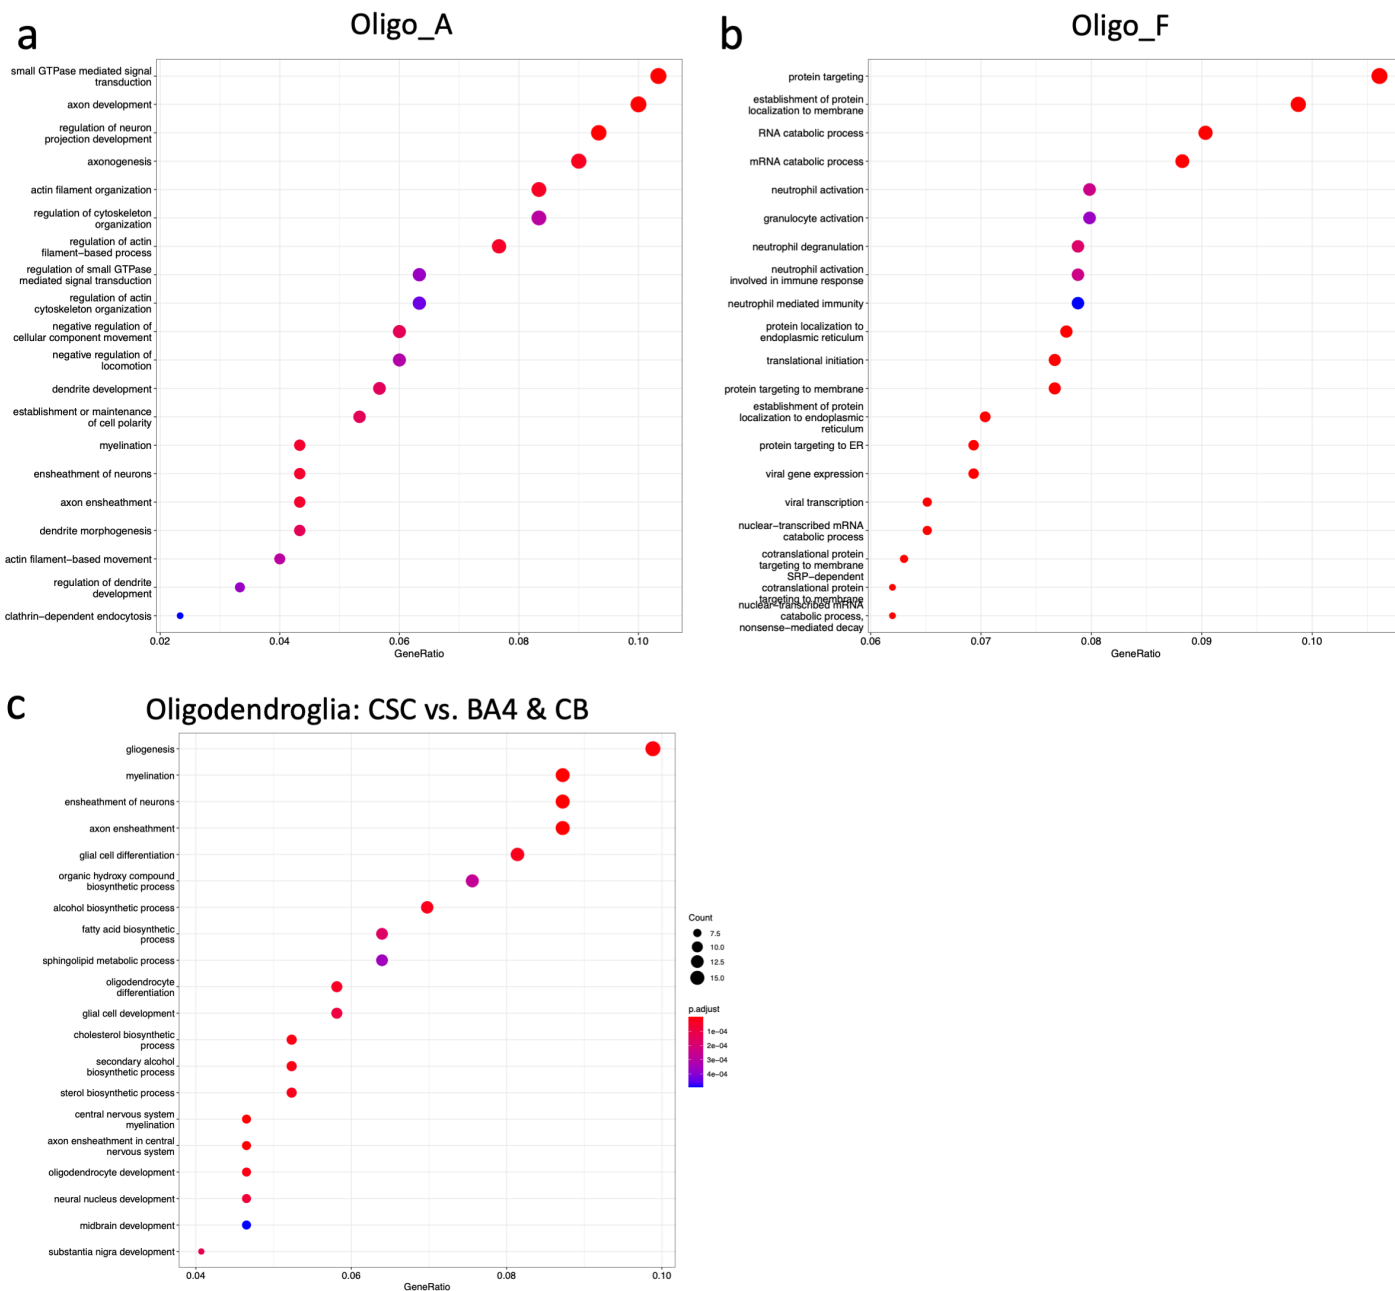 a
Oligo_A
small GTPase mediated signal
transduction
axon development
regulation of neuron
projection development
axonogenesis
actin filament organization
regulation of cytoskeleton
organization
regulation of actin
filament−based process
regulation of small GTPase
mediated signal transduction
regulation of actin
cytoskeleton organization
negative regulation of
cellular component movement
negative regulation of
locomotion
dendrite development
establishment or maintenance
of cell polarity
myelination
ensheathment of neurons
axon ensheathment
dendrite morphogenesis
actin filament−based movement
regulation of dendrite
development
clathrin−dependent endocytosis
0.02 0.04 0.06 0.08 0.10
GeneRatio
b
Oligo_F
protein targeting
establishment of protein
localization to membrane
RNA catabolic process
mRNA catabolic process
neutrophil activation
granulocyte activation
neutrophil degranulation
neutrophil activation
involved in immune response
neutrophil mediated immunity
protein localization to
endoplasmic reticulum
translational initiation
protein targeting to membrane
establishment of protein
localization to endoplasmic
reticulum
protein targeting to ER
viral gene expression
viral transcription
nuclear−transcribed mRNA
catabolic process
cotranslational protein
targeting to membrane
SRP−dependent
cotranslational protein
targeting to membrane
nuclear−transcribed mRNA
catabolic process,
nonsense−mediated decay
0.06 0.07 0.08 0.09 0.10
GeneRatio
c
Oligodendroglia: CSC vs. BA4 & CB
gliogenesis
myelination
ensheathment of neurons
axon ensheathment
glial cell differentiation
organic hydroxy compound
biosynthetic process
alcohol biosynthetic process
fatty acid biosynthetic
process
sphingolipid metabolic process
oligodendrocyte
differentiation
glial cell development
cholesterol biosynthetic
process
secondary alcohol
biosynthetic process
sterol biosynthetic process
central nervous system
myelination
axon ensheathment in central
nervous system
oligodendrocyte development
neural nucleus development
midbrain development
substantia nigra development
0.04 0.06 0.08 0.10
GeneRatio
Count
7.5
10.0
12.5
15.0
p.adjust
1e−04
2e−04
3e−04
4e−04